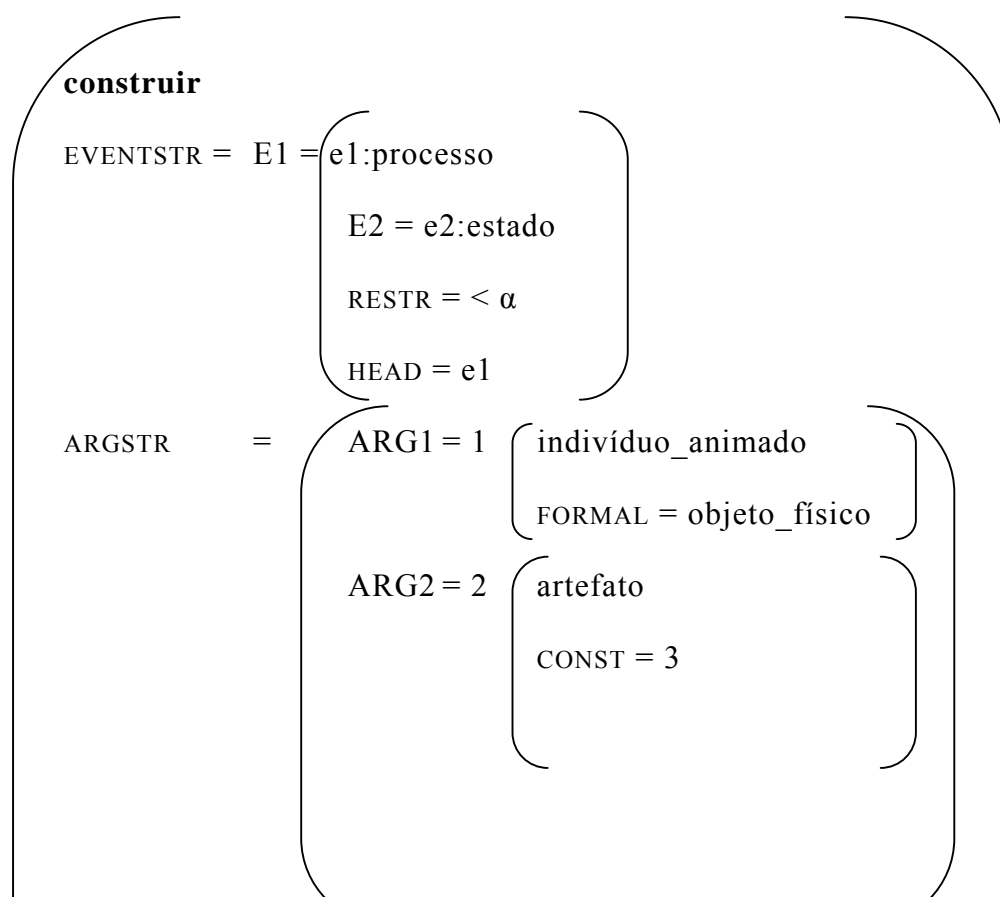 construir
EVENTSTR = E1 = e1:processo
E2 = e2:estado
RESTR = < α
HEAD = e1
ARGSTR = ARG1 = 1 indivíduo_animado
FORMAL = objeto_físico
ARG2 = 2 artefato
CONST = 3